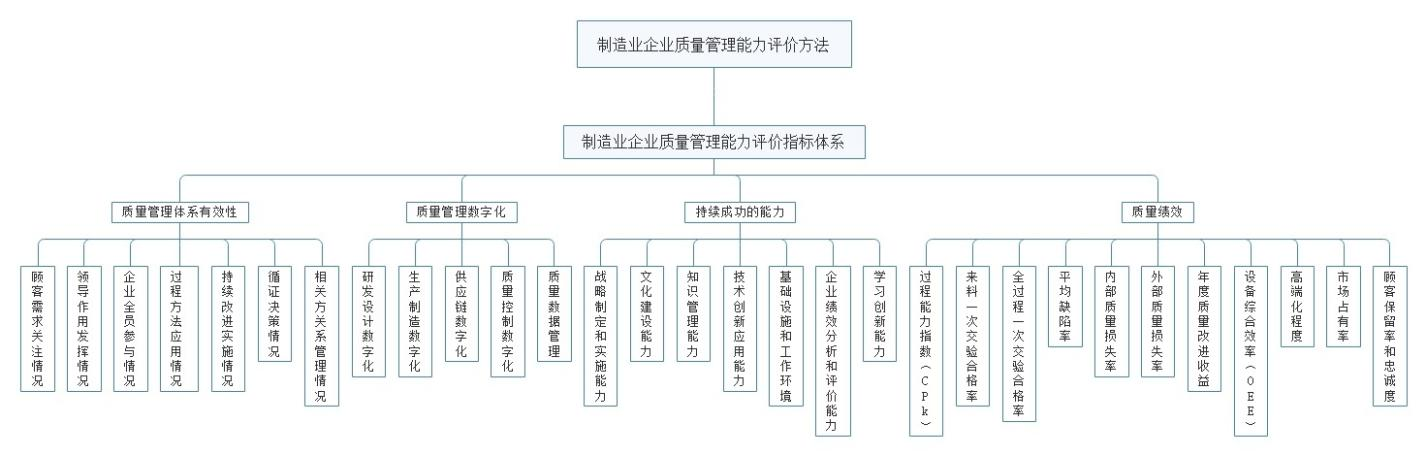 制造业企业质量管理能力评价方法
制造业企业质量管理能力评价指标体系
质量管理体系有效性
质量管理数字化
持续成功的能力
质量绩效
顾客需求关注情况
领导作用发挥情况
企业全员参与情况
过程方法应用情况
持续改进实施情况
循证决策情况
相关方关系管理情况
研发设计数字化
生产制造数字化
供应链数字化
质量控制数字化
质量数据管理
战略制定和实施能力
文化建设能力
知识管理能力
技术创新应用能力
基础设施和工作环境
企业绩效分析和评价能力
学习创新能力
过程能力指数（CPk）
来料一次交验合格率
全过程一次交验合格率
平均缺陷率
内部质量损失率
外部质量损失率
年度质量改进收益
设备综合效率（OEE）
高端化程度
市场占有率
顾客保留率和忠诚度